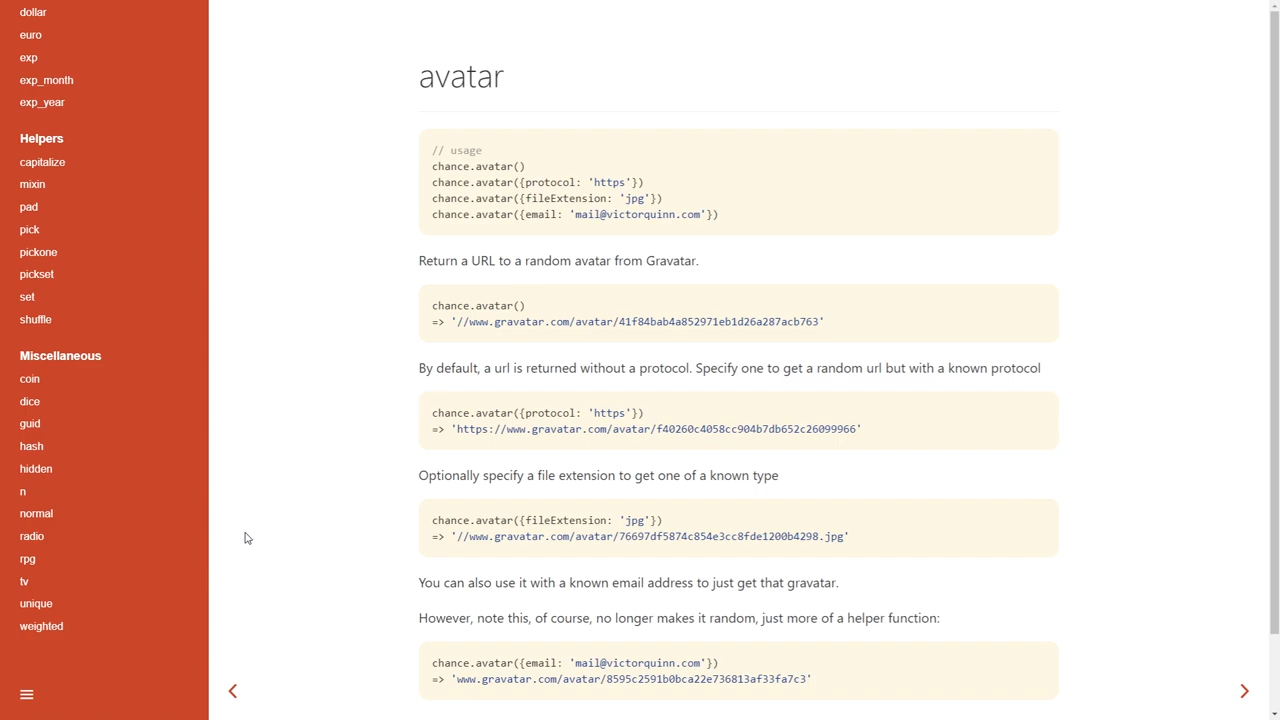 dollar
euro
exp
exp_month
exp_year
Helpers
capitalize
mixin
pad
pick
pickone
pickset
set
shuffle
Miscellaneous
coin
dice
guid
hash
hidden
n
normal
radio
rpg
tv
unique
weighted
avatar
// usage
chance.avatar()
chance.avatar({protocol: 'https'})
chance.avatar({fileExtension: 'jpg'})
chance.avatar({email: 'mail@victorquinn.com'})
Return a URL to a random avatar from Gravatar.
chance.avatar()
=> '//www.gravatar.com/avatar/41f84bab4a852971eb1d26a287acb763'
By default, a url is returned without a protocol. Specify one to get a random url but with a known protocol
chance.avatar({protocol: 'https'})
=> 'https://www.gravatar.com/avatar/f40260c4058cc904b7db652c26099966'
Optionally specify a file extension to get one of a known type
chance.avatar({fileExtension: 'jpg'})
=> '//www.gravatar.com/avatar/76697df5874c854e3cc8fde1200b4298.jpg'
You can also use it with a known email address to just get that gravatar.
However, note this, of course, no longer makes it random, just more of a helper function:
chance.avatar({email: 'mail@victorquinn.com'})
=> 'www.gravatar.com/avatar/8595c2591b0bca22e736813af33fa7c3'